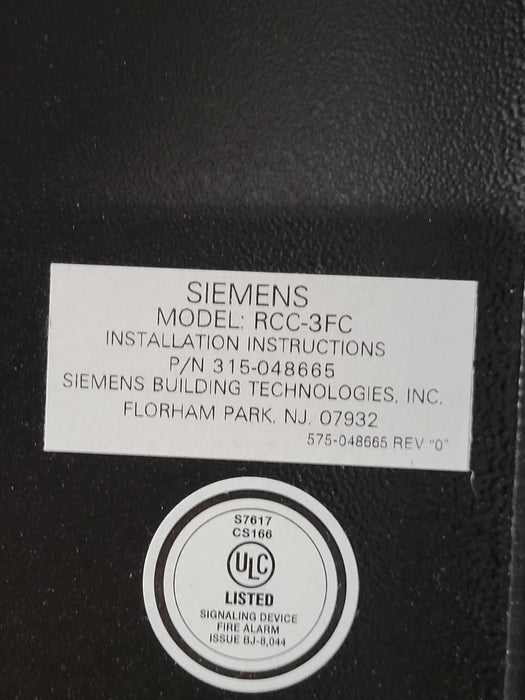 SIEMENS
MODEL: RCC-3FC
INSTALLATION INSTRUCTIONS
P/N 315-048665
SIEMENS BUILDING TECHNOLOGIES, INC.
FLORHAM PARK, NJ, 07932
575-048665 REV "0"
S7617
CS166
ULC
LISTED
SIGNALING DEVICE
FIRE ALARM
ISSUE BJ-8,044